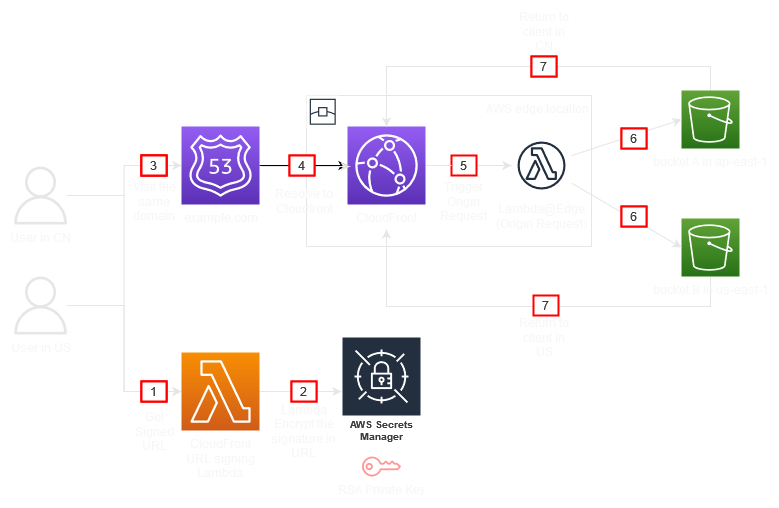 Return to
client in
CN
7
AWS edge location
6
3
53
4
5
Visit the
same
domain
example.com
Resolve to
Cloudfront
CloudFront
Trigger
Origin
Request
Lambda@Edge
(Origin Request)
bucket A in ap-east-1
6
User in CN
bucket B in us-east-1
7
Return to
client in
US
User in US
1
2
Get
Signed
URL
CloudFront
URL signing
Lambda
Lambda
Encrypt the
signature in
URL
AWS Secrets
Manager
RSA Private Key